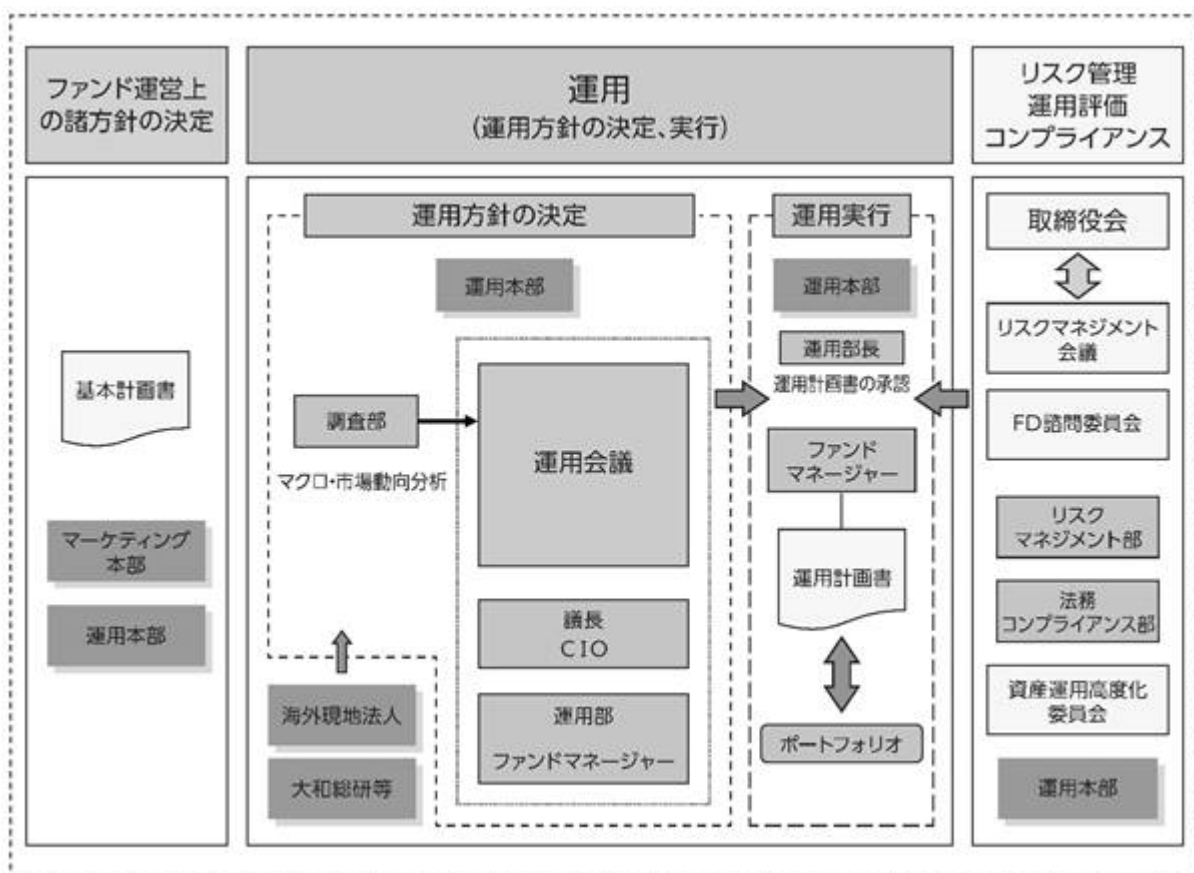 ファンド運営上
の諸方針の決定
運用
(運用方針の決定、実行)
リスク管理
運用評価
コンプライアンス
基本計画書
マーケティング
本部
運用本部
運用方針の決定
運用本部
調査部
マクロ・市場動向分析
運用会議
議長
CIO
運用部
ファンドマネージャー
海外現地法人
大和総研等
運用実行
運用本部
運用部長
運用計画書の承認
ファンド
マネージャー
運用計画書
ポートフォリオ
取締役会
リスクマネジメント
会議
FD諮問委員会
リスク
マネジメント部
法務
コンプライアンス部
資産運用高度化
委員会
運用本部